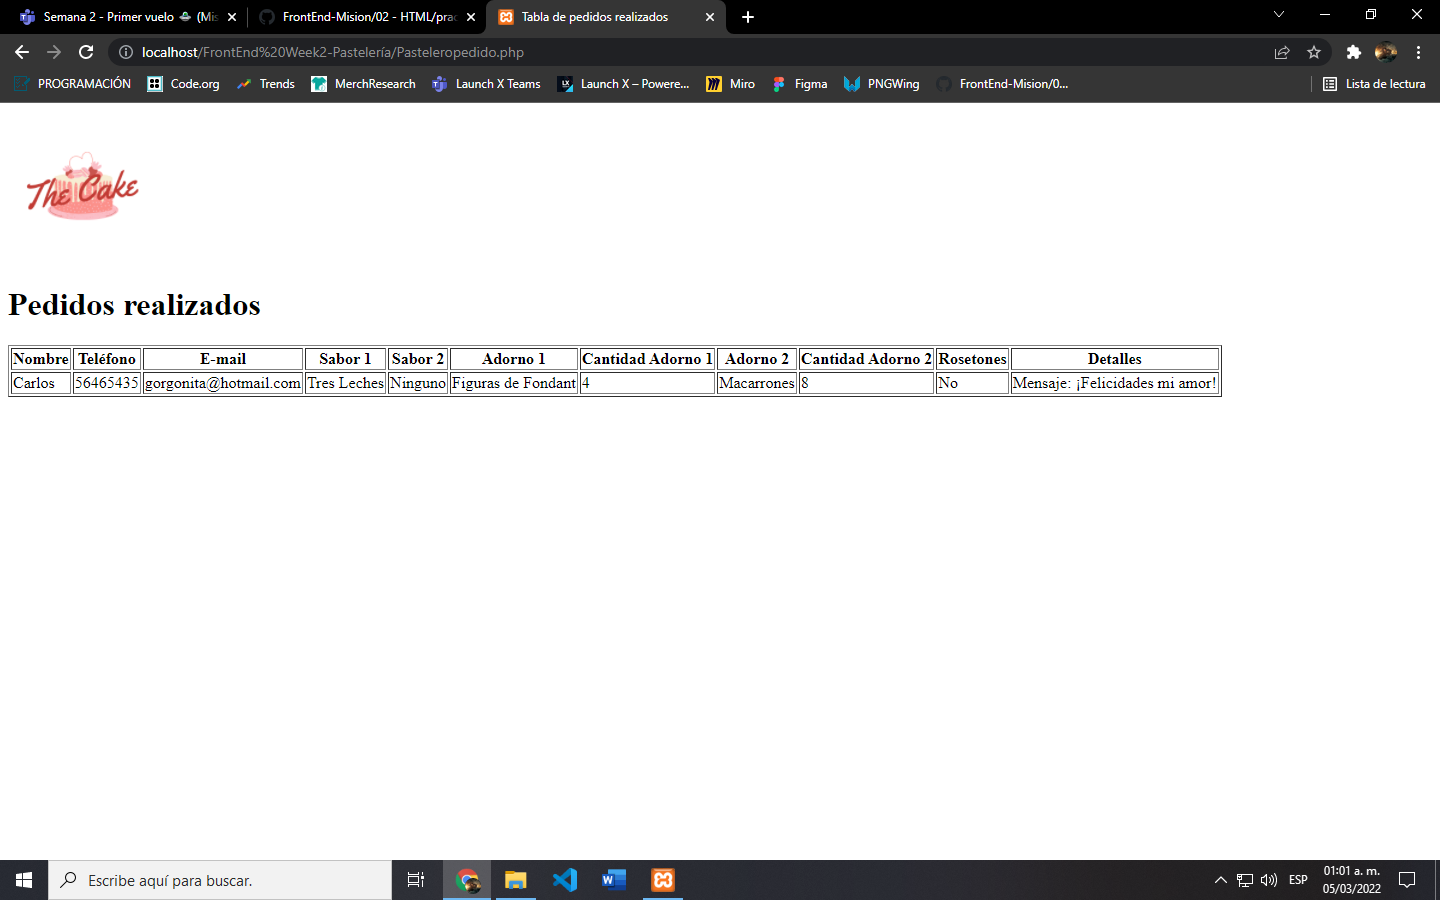 Semana 2 - Primer vuelo (Mis
FrontEnd-Mision/02 - HTML/prac
Tabla de pedidos realizados
localhost/FrontEnd%20Week2-Pastelería/Pasteleropedido.php
PROGRAMACIÓN Code.org Trends MerchResearch Launch X Teams Launch X – Powere... Miro Figma PNGWing FrontEnd-Mision/0... Lista de lectura
The Cake
Pedidos realizados
Nombre Teléfono E-mail Sabor 1 Sabor 2 Adorno 1 Cantidad Adorno 1 Adorno 2 Cantidad Adorno 2 Rosetones Detalles
Carlos 56465435 gorgonita@hotmail.com Tres Leches Ninguno Figuras de Fondant 4 Macarrones 8 No Mensaje: ¡Felicidades mi amor!
Escribe aquí para buscar.
ESP
01:01 a. m.
05/03/2022